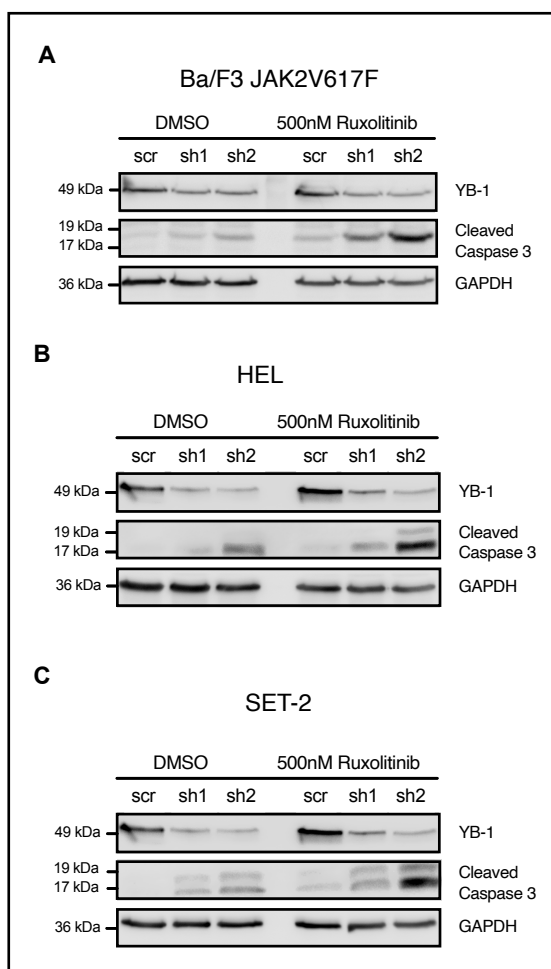 A
Ba/F3 JAK2V617F
DMSO 500nM Ruxolitinib
scr sh1 sh2 scr sh1 sh2
49 kDa YB-1
19 kDa Cleaved
17 kDa Caspase 3
36 kDa GAPDH
B
HEL
DMSO 500nM Ruxolitinib
scr sh1 sh2 scr sh1 sh2
49 kDa YB-1
19 kDa Cleaved
17 kDa Caspase 3
36 kDa GAPDH
C
SET-2
DMSO 500nM Ruxolitinib
scr sh1 sh2 scr sh1 sh2
49 kDa YB-1
19 kDa Cleaved
17 kDa Caspase 3
36 kDa GAPDH